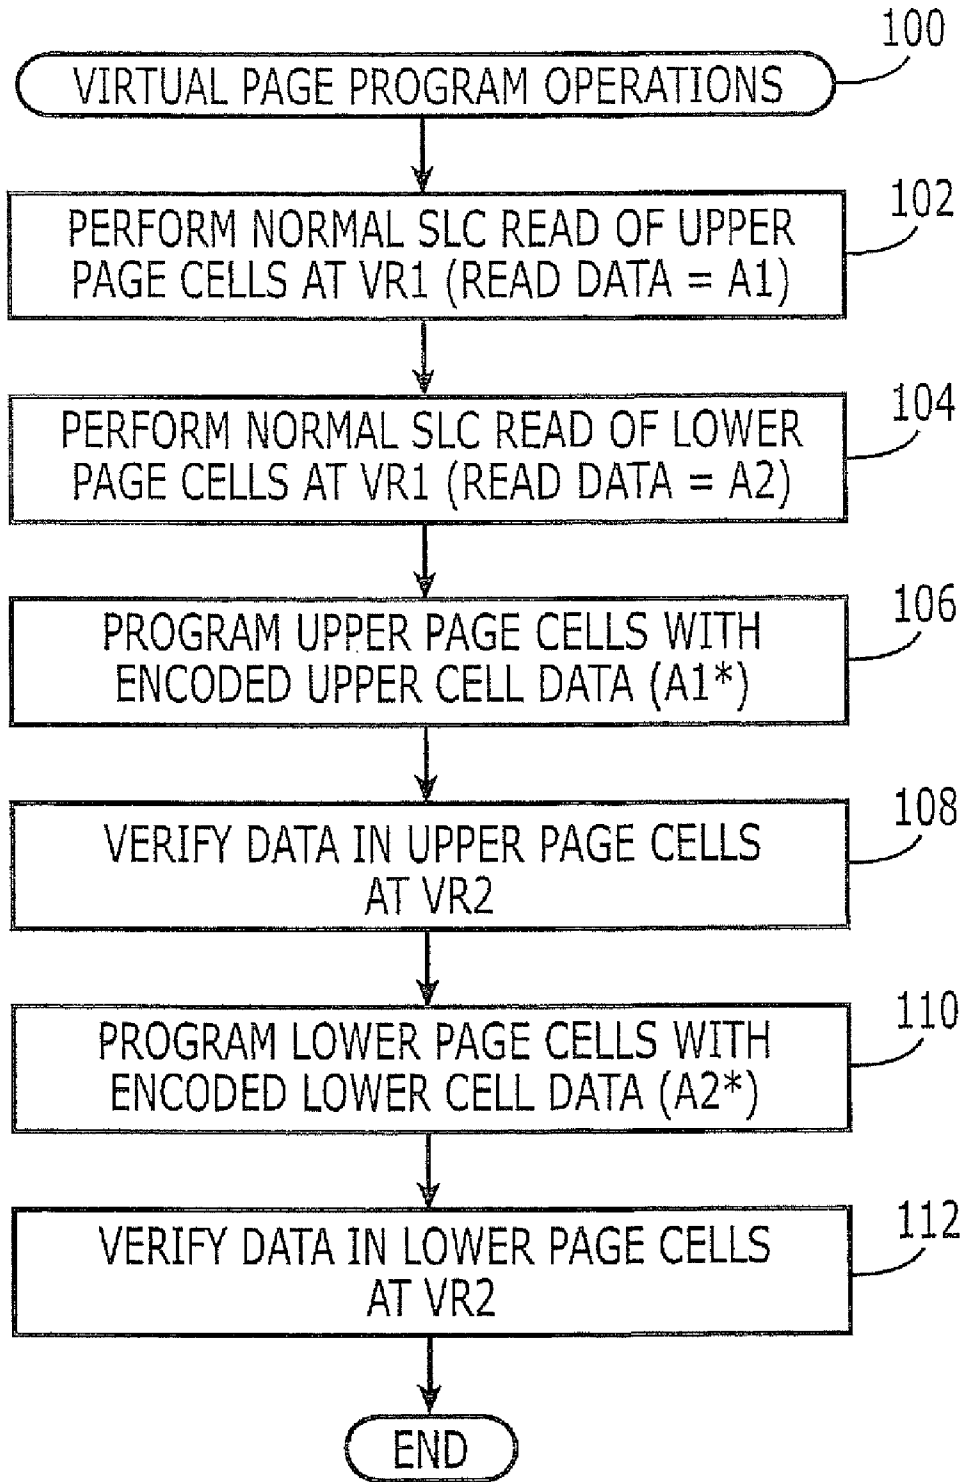 100
VIRTUAL PAGE PROGRAM OPERATIONS
102
PERFORM NORMAL SLC READ OF UPPER
PAGE CELLS AT VR1 (READ DATA = A1)
104
PERFORM NORMAL SLC READ OF LOWER
PAGE CELLS AT VR1 (READ DATA = A2)
106
PROGRAM UPPER PAGE CELLS WITH
ENCODED UPPER CELL DATA (A1*)
108
VERIFY DATA IN UPPER PAGE CELLS
AT VR2
110
PROGRAM LOWER PAGE CELLS WITH
ENCODED LOWER CELL DATA (A2*)
112
VERIFY DATA IN LOWER PAGE CELLS
AT VR2
END